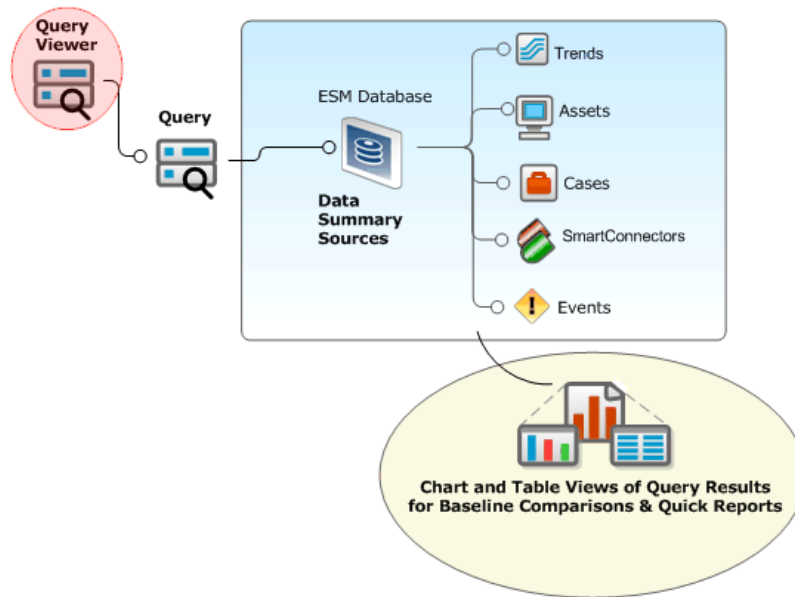 Query
Viewer
Query
ESM Database
Data
Summary
Sources
Trends
Assets
Cases
SmartConnectors
Events
Chart and Table Views of Query Results
for Baseline Comparisons & Quick Reports